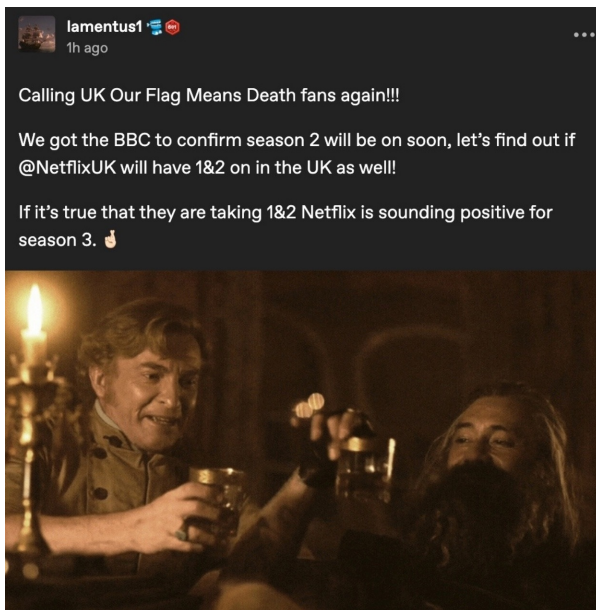 lamentus1
1h ago
Calling UK Our Flag Means Death fans again!!!
We got the BBC to confirm season 2 will be on soon, let’s find out if
@NetflixUK will have 1&2 on in the UK as well!
If it’s true that they are taking 1&2 Netflix is sounding positive for
season 3. 🤞🏻